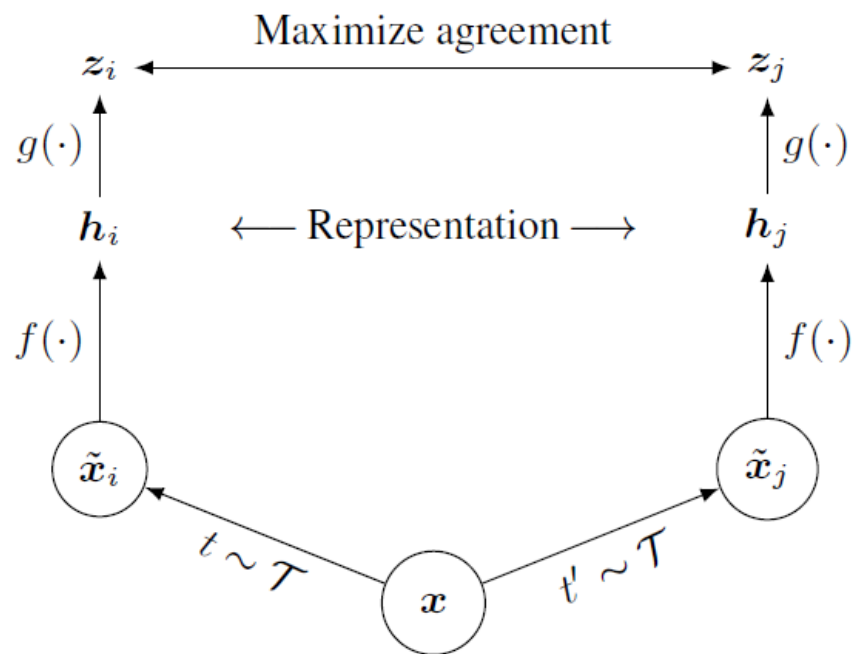 Maximize agreement
z_i z_j
g(·) g(·)
h_i ← Representation → h_j
f(·) f(·)
x̃_i x̃_j
t ∼ 𝒯 t′ ∼ 𝒯
x